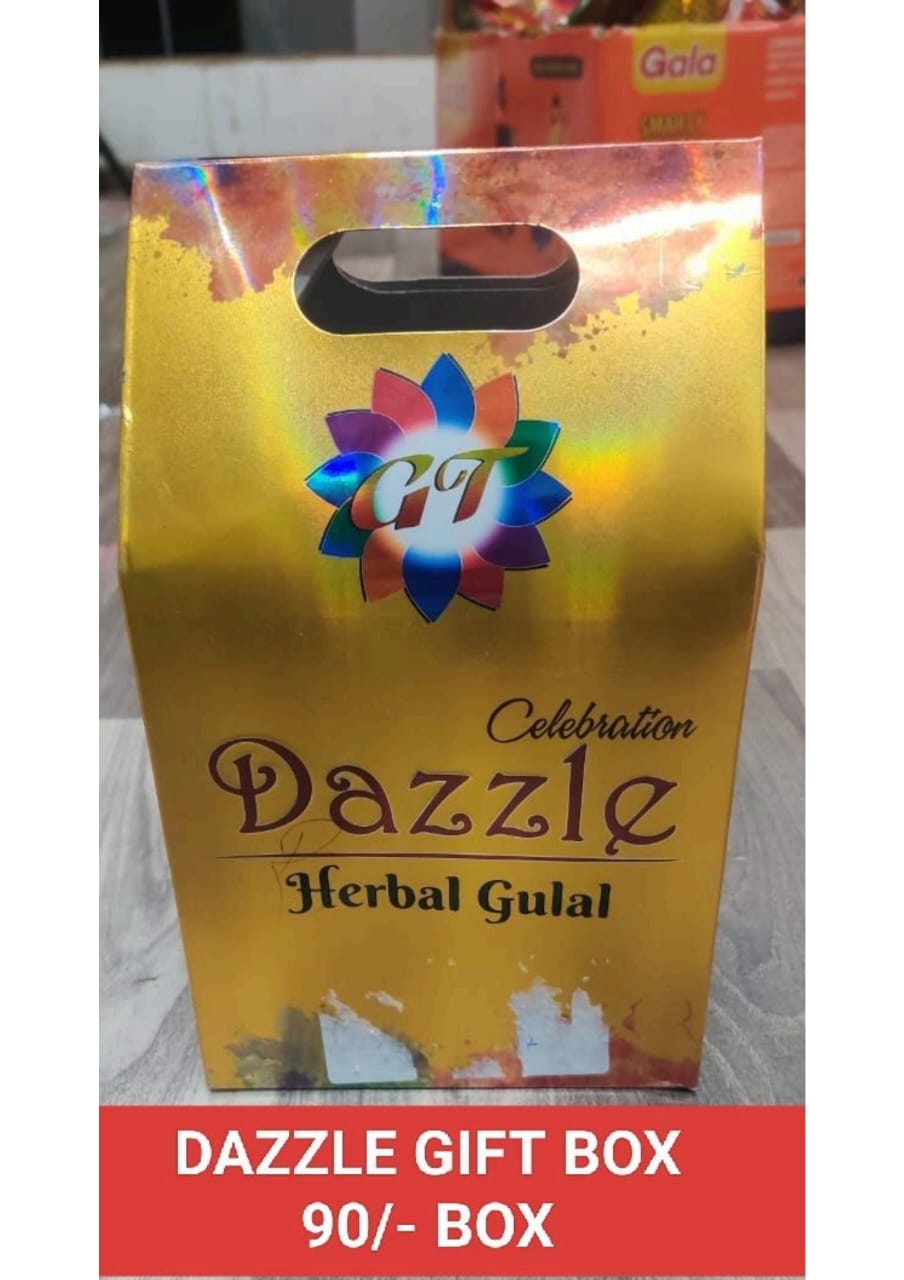 Gala
GT
Celebration
Dazzle
Herbal Gulal
DAZZLE GIFT BOX
90/- BOX